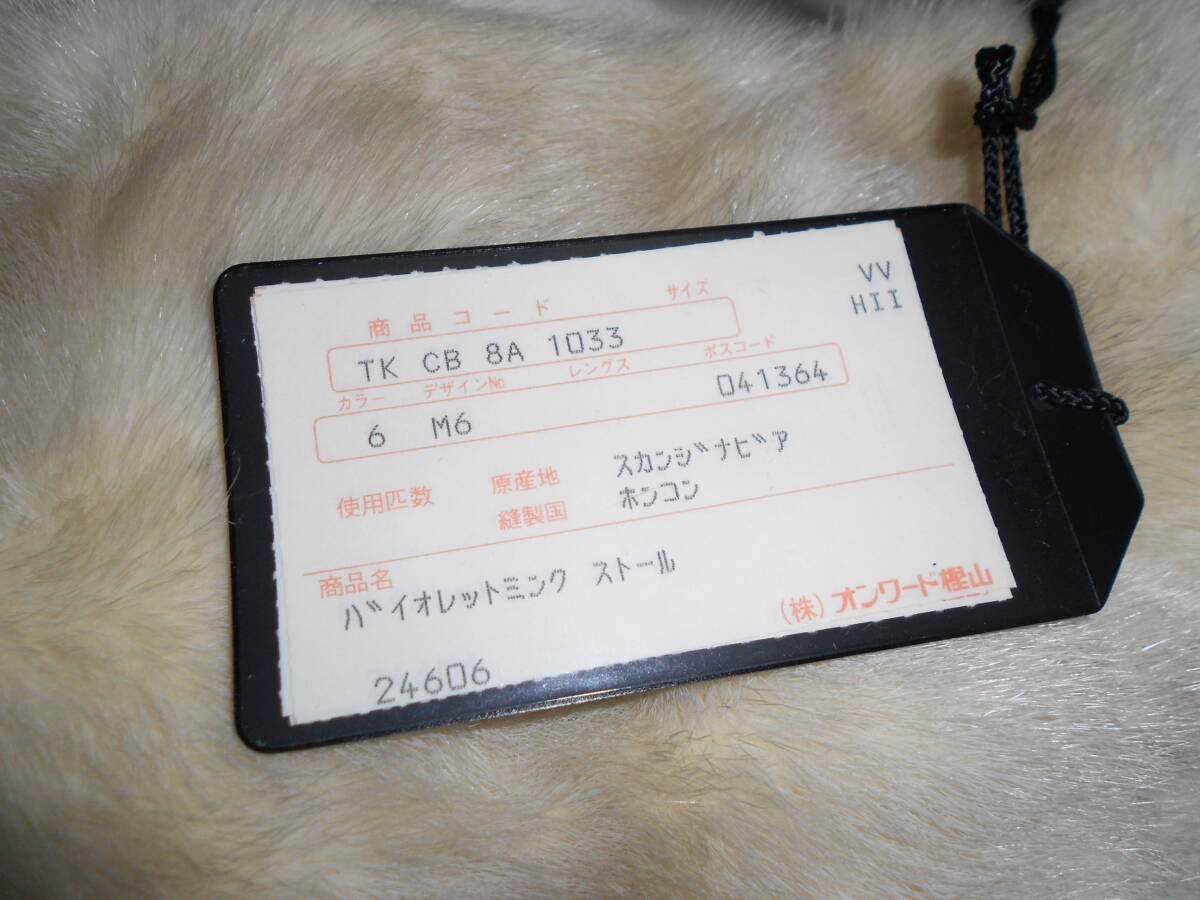 商品コード サイズ
VV
TK CB 8A 1033
HII
カラー デザインNo レングス ポスコード
6 M6 041364
使用匹数 原産地 スカンジナビア
縫製国 ホンコン
商品名
バイオレットミンク ストール
(株)オンワード樫山
24606